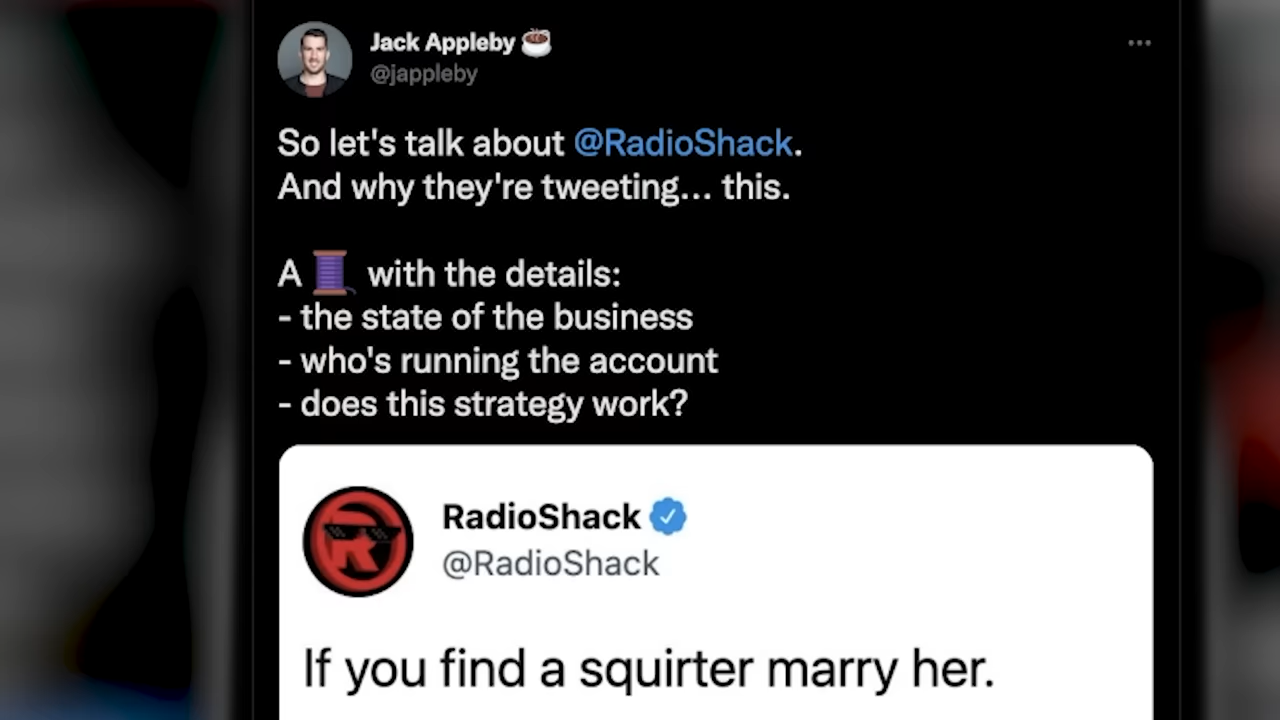 Jack Appleby ☕
@jappleby
So let's talk about @RadioShack.
And why they're tweeting... this.
A 🧵 with the details:
- the state of the business
- who's running the account
- does this strategy work?
RadioShack
@RadioShack
If you find a squirter marry her.